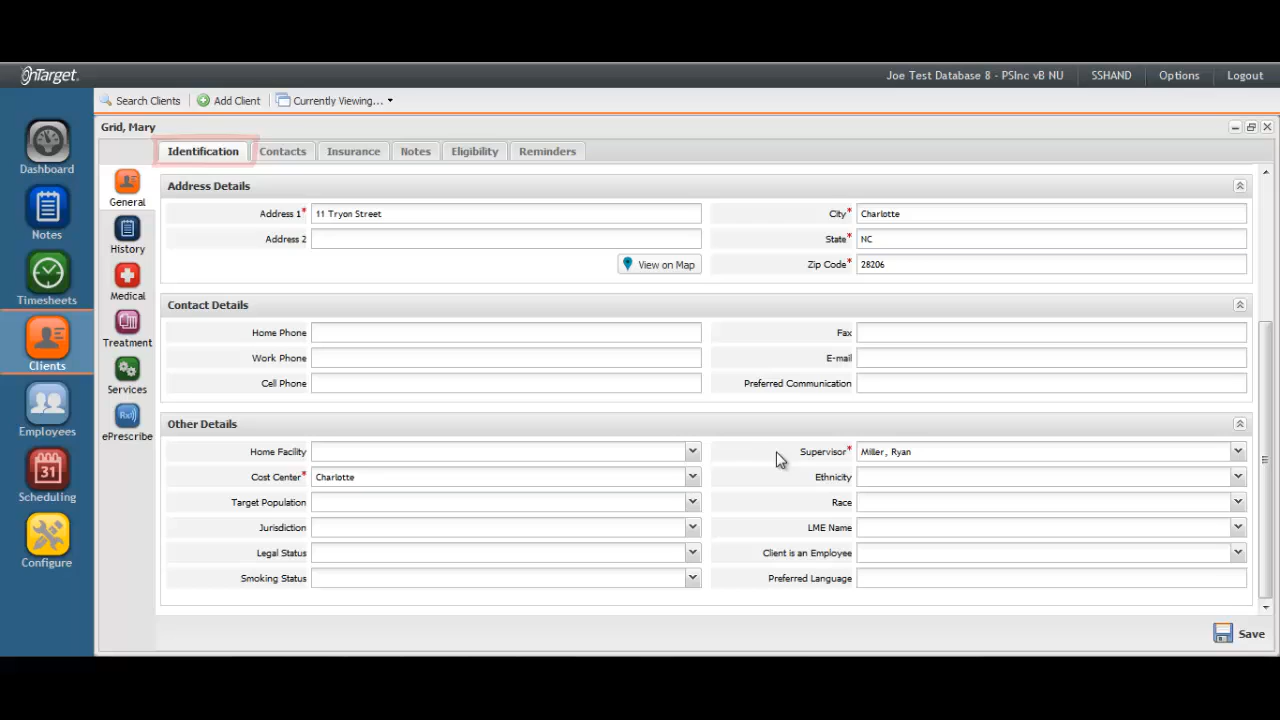 OnTarget.
Joe Test Database 8 - PSInc vB NU SSHAND Options Logout
Search Clients Add Client Currently Viewing...
Grid, Mary
Identification Contacts Insurance Notes Eligibility Reminders
Dashboard
Notes
Timesheets
Clients
Employees
31
Scheduling
Configure
General
History
Medical
Treatment
Services
Rx
ePrescribe
Address Details
Address 1* 11 Tryon Street City* Charlotte
Address 2 State* NC
View on Map Zip Code* 28206
Contact Details
Home Phone Fax
Work Phone E-mail
Cell Phone Preferred Communication
Other Details
Home Facility Supervisor* Miller, Ryan
Cost Center* Charlotte Ethnicity
Target Population Race
Jurisdiction LME Name
Legal Status Client is an Employee
Smoking Status Preferred Language
Save